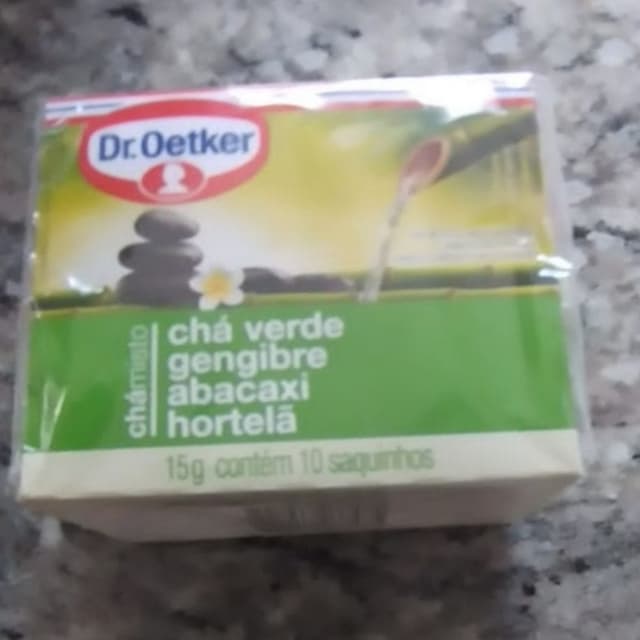 Dr. Oetker
chámisto
chá verde
gengibre
abacaxi
hortelã
15g contém 10 saquinhos